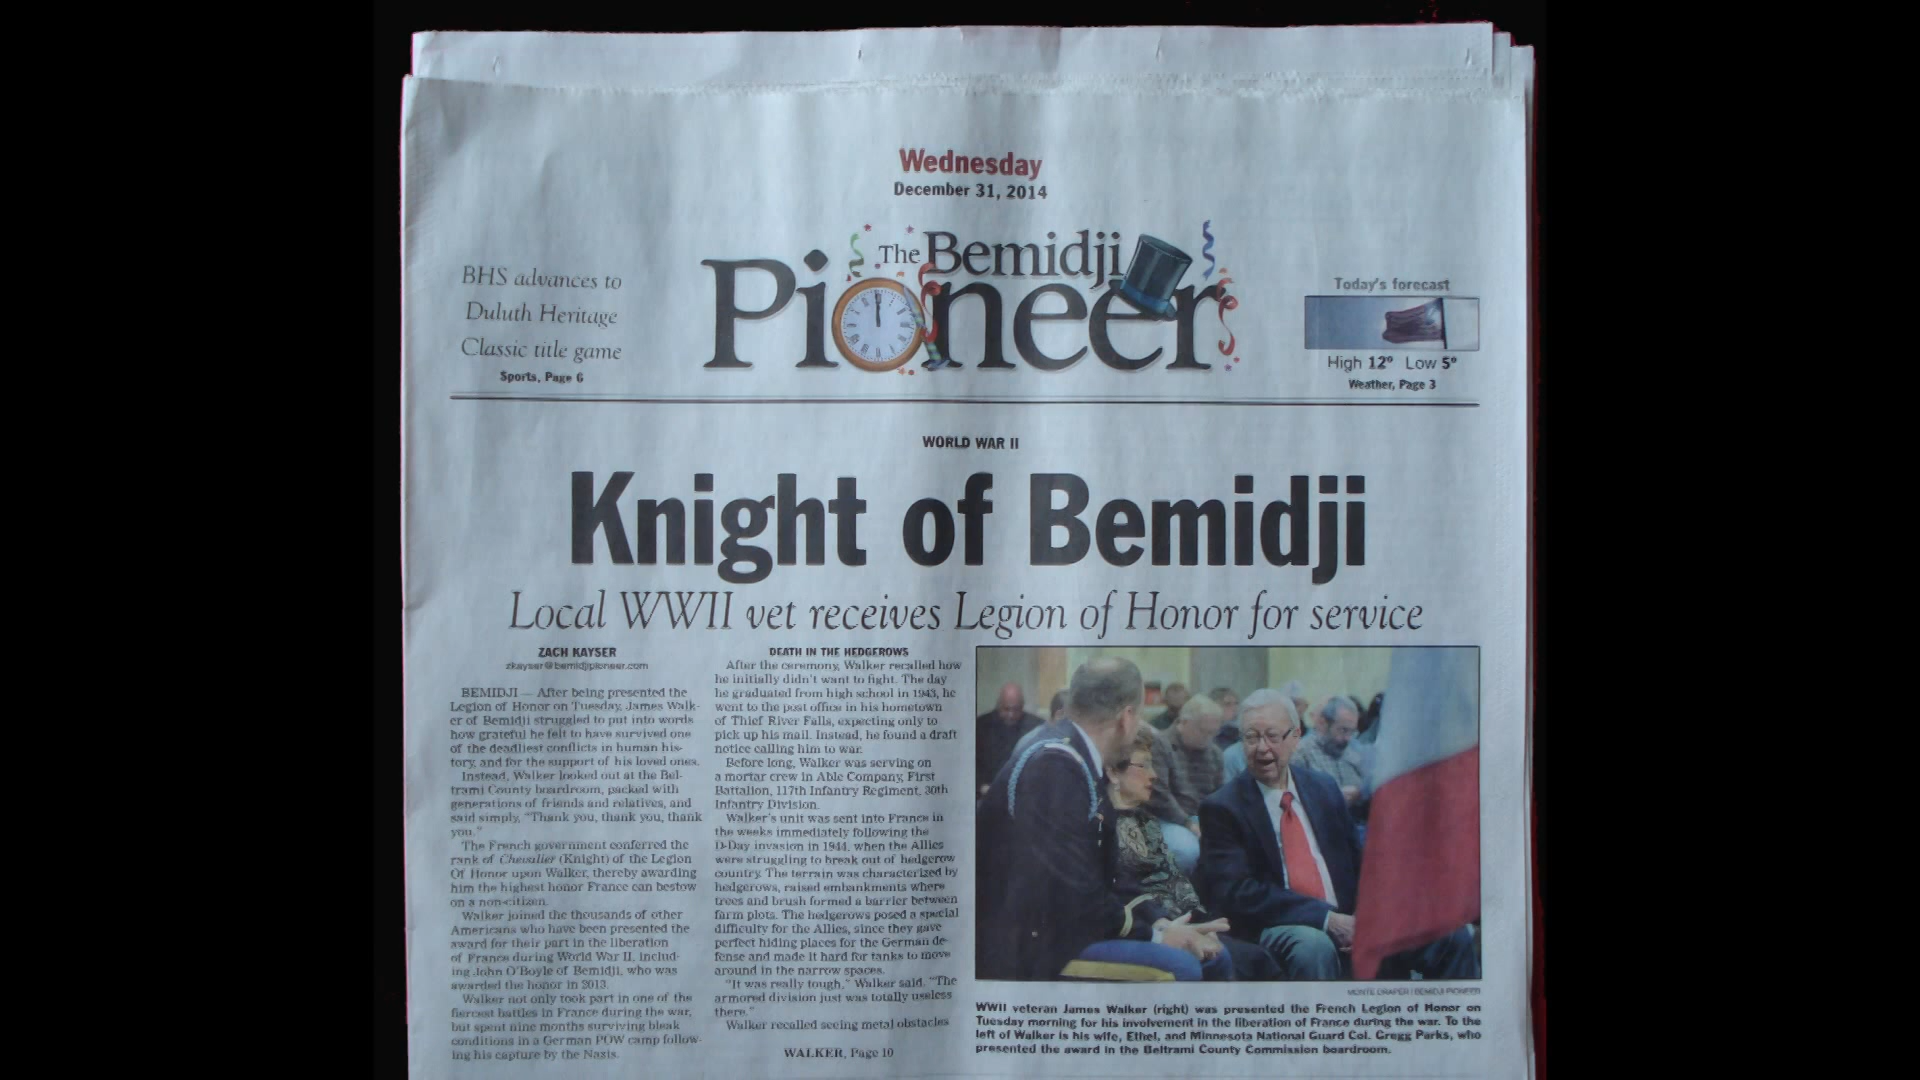 Wednesday
December 31, 2014
The Bemidji
Pioneer
BHS advances to
Duluth Heritage
Classic title game
Sports, Page 6
Today's forecast
High 12° Low 5°
Weather, Page 3
WORLD WAR II
Knight of Bemidji
Local WWII vet receives Legion of Honor for service
ZACH KAYSER
zkayser@bemidjipioneer.com
BEMIDJI — After being presented the
Legion of Honor on Tuesday, James Walk-
er of Bemidji struggled to put into words
how grateful he felt to have survived one
of the deadliest conflicts in human his-
tory, and for the support of his loved ones.
Instead, Walker looked out at the Bel-
trami County boardroom, packed with
generations of friends and relatives, and
said simply, "Thank you, thank you, thank
you."
The French government conferred the
rank of Chevalier (Knight) of the Legion
Of Honor upon Walker, thereby awarding
him the highest honor France can bestow
on a non-citizen.
Walker joined the thousands of other
Americans who have been presented the
award for their part in the liberation
of France during World War II, includ-
ing John O'Boyle of Bemidji, who was
awarded the honor in 2013.
Walker not only took part in one of the
fiercest battles in France during the war,
but spent nine months surviving bleak
conditions in a German POW camp follow-
ing his capture by the Nazis.
DEATH IN THE HEDGEROWS
After the ceremony, Walker recalled how
he initially didn't want to fight. The day
he graduated from high school in 1943, he
went to the post office in his hometown
of Thief River Falls, expecting only to
pick up his mail. Instead, he found a draft
notice calling him to war.
Before long, Walker was serving on
a mortar crew in Able Company, First
Battalion, 117th Infantry Regiment, 30th
Infantry Division.
Walker's unit was sent into France in
the weeks immediately following the
D-Day invasion in 1944, when the Allies
were struggling to break out of hedgerow
country. The terrain was characterized by
hedgerows, raised embankments where
trees and brush formed a barrier between
farm plots. The hedgerows posed a special
difficulty for the Allies, since they gave
perfect hiding places for the German de-
fense and made it hard for tanks to move
around in the narrow spaces.
"It was really tough," Walker said. "The
armored division just was totally useless
there."
Walker recalled seeing metal obstacles
WALKER, Page 10
MONTE DRAPER | BEMIDJI PIONEER
WWII veteran James Walker (right) was presented the French Legion of Honor on
Tuesday morning for his involvement in the liberation of France during the war. To the
left of Walker is his wife, Ethel, and Minnesota National Guard Col. Gregg Parks, who
presented the award in the Beltrami County Commission boardroom.